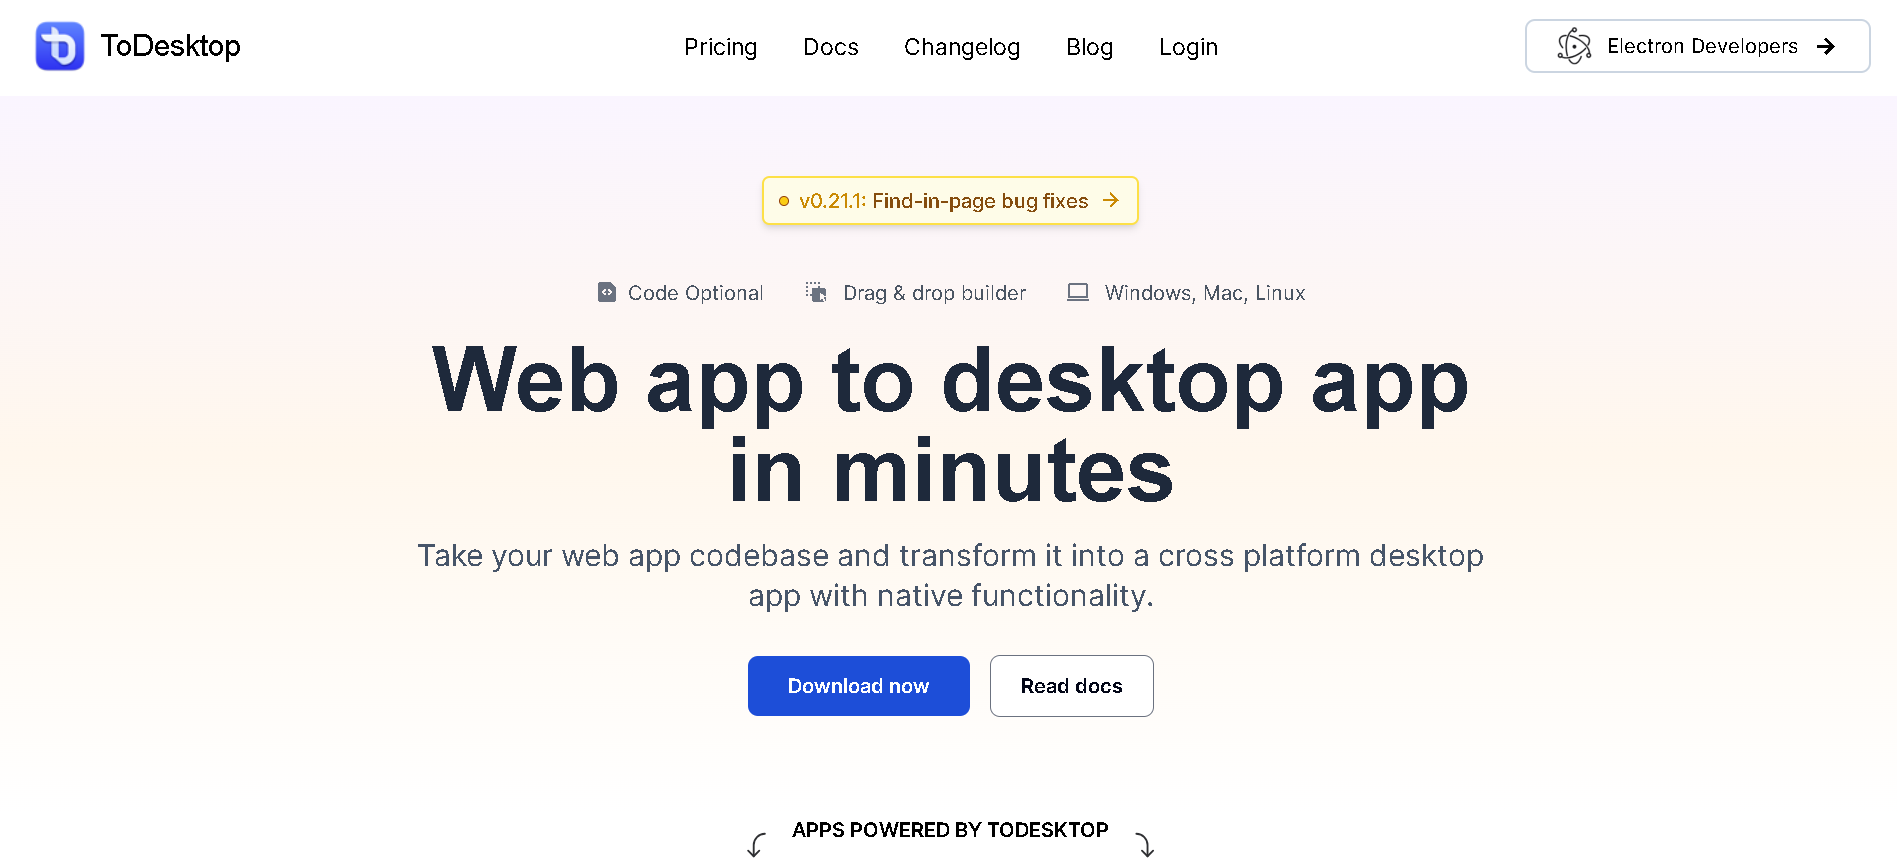 ToDesktop
Pricing
Docs
Changelog
Blog
Login
Electron Developers
v0.21.1: Find-in-page bug fixes
Code Optional
Drag & drop builder
Windows, Mac, Linux
Web app to desktop app
in minutes
Take your web app codebase and transform it into a cross platform desktop
app with native functionality.
Download now
Read docs
APPS POWERED BY TODESKTOP